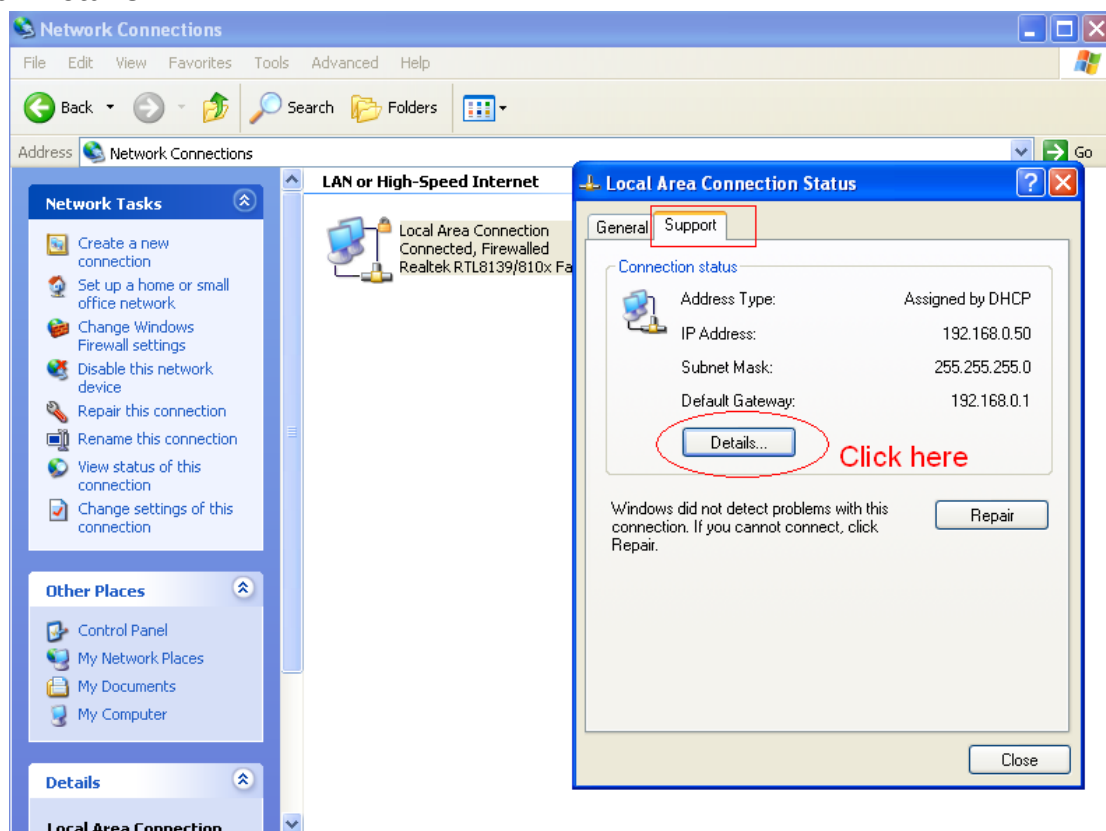 Network Connections
File Edit View Favorites Tools Advanced Help
Back Search Folders
Address Network Connections Go
Network Tasks
Create a new
connection
Set up a home or small
office network
Change Windows
Firewall settings
Disable this network
device
Repair this connection
Rename this connection
View status of this
connection
Change settings of this
connection
Other Places
Control Panel
My Network Places
My Documents
My Computer
Details
Local Area Connection
LAN or High-Speed Internet
Local Area Connection
Connected, Firewalled
Realtek RTL8139/810x Fa
Local Area Connection Status
General Support
Connection status
Address Type: Assigned by DHCP
IP Address: 192.168.0.50
Subnet Mask: 255.255.255.0
Default Gateway: 192.168.0.1
Details...
Click here
Windows did not detect problems with this
connection. If you cannot connect, click
Repair.
Repair
Close